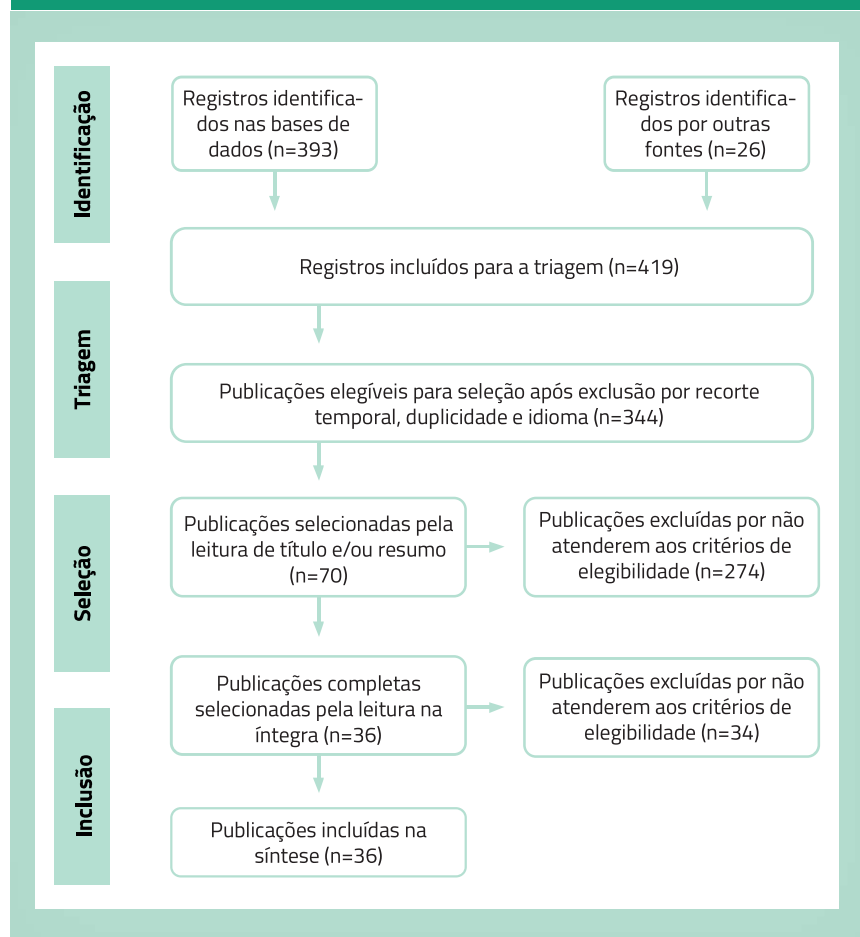 Identificação
Registros identifica-
dos nas bases de
dados (n=393)
Registros identifica-
dos por outras
fontes (n=26)
Registros incluídos para a triagem (n=419)
Triagem
Publicações elegíveis para seleção após exclusão por recorte
temporal, duplicidade e idioma (n=344)
Seleção
Publicações selecionadas pela
leitura de título e/ou resumo
(n=70)
Publicações excluídas por não
atenderem aos critérios de
elegibilidade (n=274)
Publicações completas
selecionadas pela leitura na
íntegra (n=36)
Publicações excluídas por não
atenderem aos critérios de
elegibilidade (n=34)
Inclusão
Publicações incluídas na
síntese (n=36)